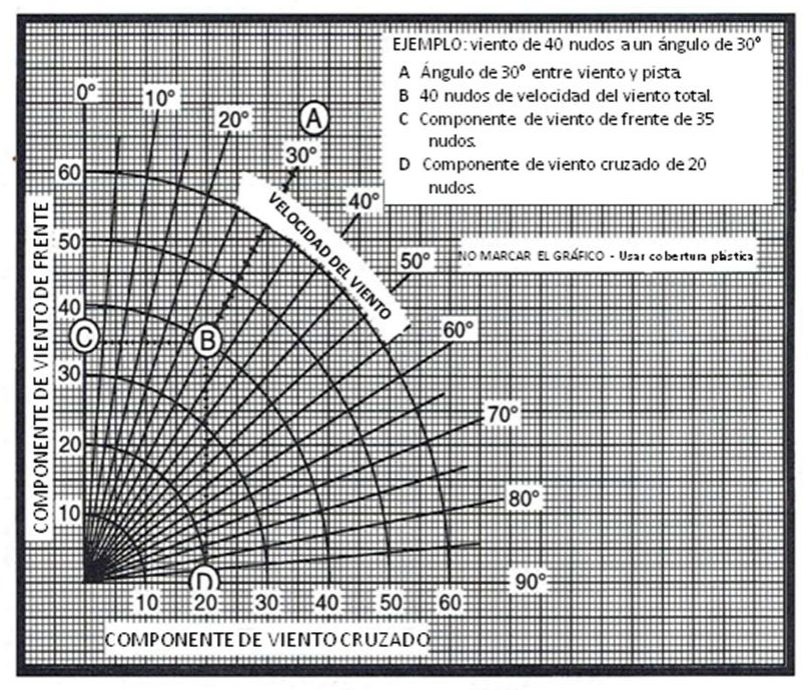 EJEMPLO: viento de 40 nudos a un ángulo de 30°
A Ángulo de 30° entre viento y pista.
B 40 nudos de velocidad del viento total.
C Componente de viento de frente de 35
nudos.
D Componente de viento cruzado de 20
nudos.
0°
10°
20°
A
30°
40°
50°
60°
70°
80°
90°
VELOCIDAD DEL VIENTO
NO MARCAR EL GRÁFICO - Usar cobertura plástica
COMPONENTE DE VIENTO DE FRENTE
60
50
40
C
B
30
20
10
D
10 20 30 40 50 60
COMPONENTE DE VIENTO CRUZADO